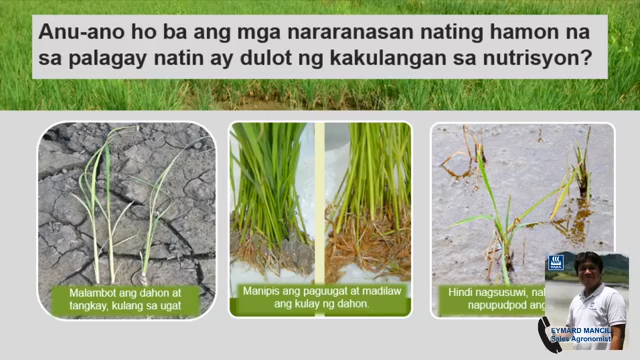 Anu-ano ho ba ang mga nararanasan nating hamon na
sa palagay natin ay dulot ng kakulangan sa nutrisyon?
Malambot ang dahon at
tangkay, kulang sa ugat
Manipis ang paguugat at madilaw
ang kulay ng dahon.
Hindi nagsusuwi, nat
napupudpod ang
YARA
EYMARD MANCIL
Sales Agronomist